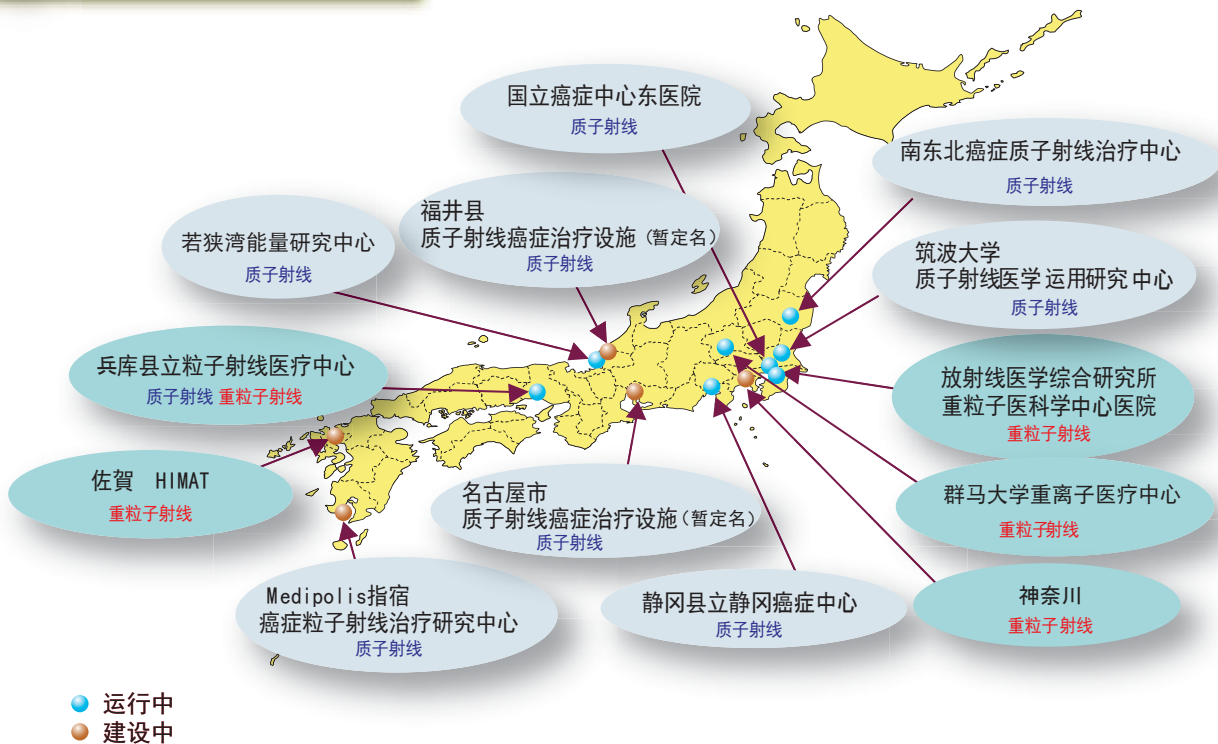 国立癌症中心东医院
质子射线
南东北癌症质子射线治疗中心
质子射线
福井县
质子射线癌症治疗设施（暂定名）
质子射线
若狭湾能量研究中心
质子射线
筑波大学
质子射线医学运用研究中心
质子射线
兵库县立粒子射线医疗中心
质子射线 重粒子射线
放射线医学综合研究所
重粒子医科学中心医院
重粒子射线
佐賀 HIMAT
重粒子射线
名古屋市
质子射线癌症治疗设施（暂定名）
质子射线
群马大学重离子医疗中心
重粒子射线
Medipolis指宿
癌症粒子射线治疗研究中心
质子射线
静冈县立静冈癌症中心
质子射线
神奈川
重粒子射线
运行中
建设中